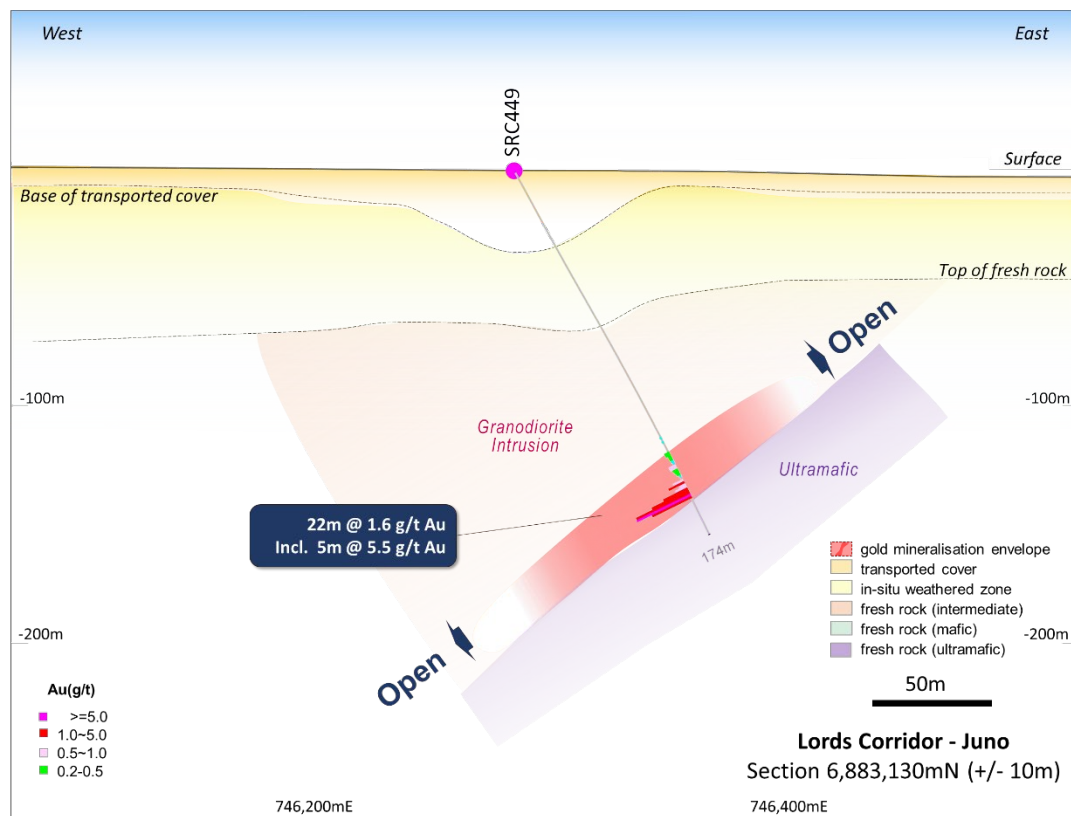 West
East
SRC449
Surface
Base of transported cover
Top of fresh rock
Open
-100m
-100m
Granodiorite
Intrusion
Ultramafic
22m @ 1.6 g/t Au
Incl.  5m @ 5.5 g/t Au
174m
gold mineralisation envelope
transported cover
in-situ weathered zone
fresh rock (intermediate)
fresh rock (mafic)
fresh rock (ultramafic)
-200m
-200m
Open
50m
Au(g/t)
>=5.0
1.0~5.0
0.5~1.0
0.2-0.5
Lords Corridor - Juno
Section 6,883,130mN (+/- 10m)
746,200mE
746,400mE